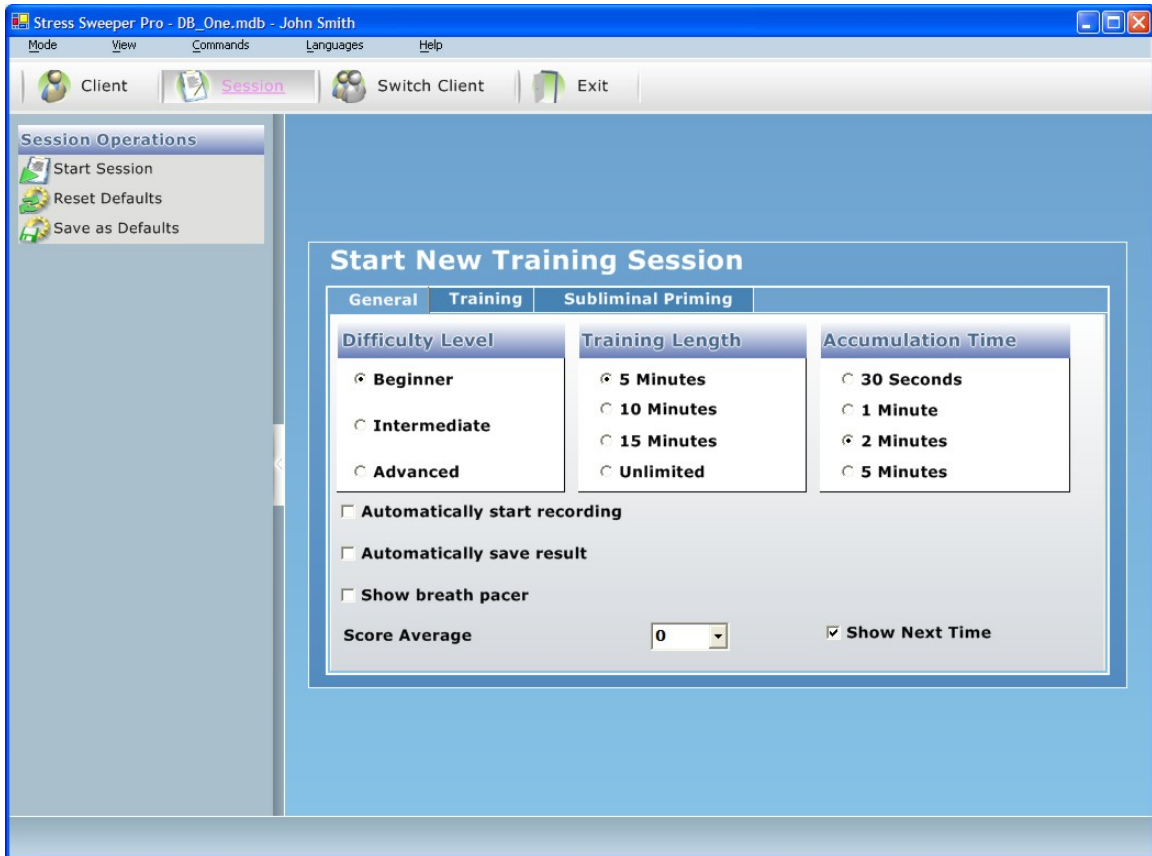 Stress Sweeper Pro - DB_One.mdb - John Smith
Mode View Commands Languages Help
Client Session Switch Client Exit
Session Operations
Start Session
Reset Defaults
Save as Defaults
Start New Training Session
General Training Subliminal Priming
Difficulty Level Training Length Accumulation Time
Beginner 5 Minutes 30 Seconds
10 Minutes 1 Minute
Intermediate
15 Minutes 2 Minutes
Advanced Unlimited 5 Minutes
Automatically start recording
Automatically save result
Show breath pacer
Score Average 0 Show Next Time